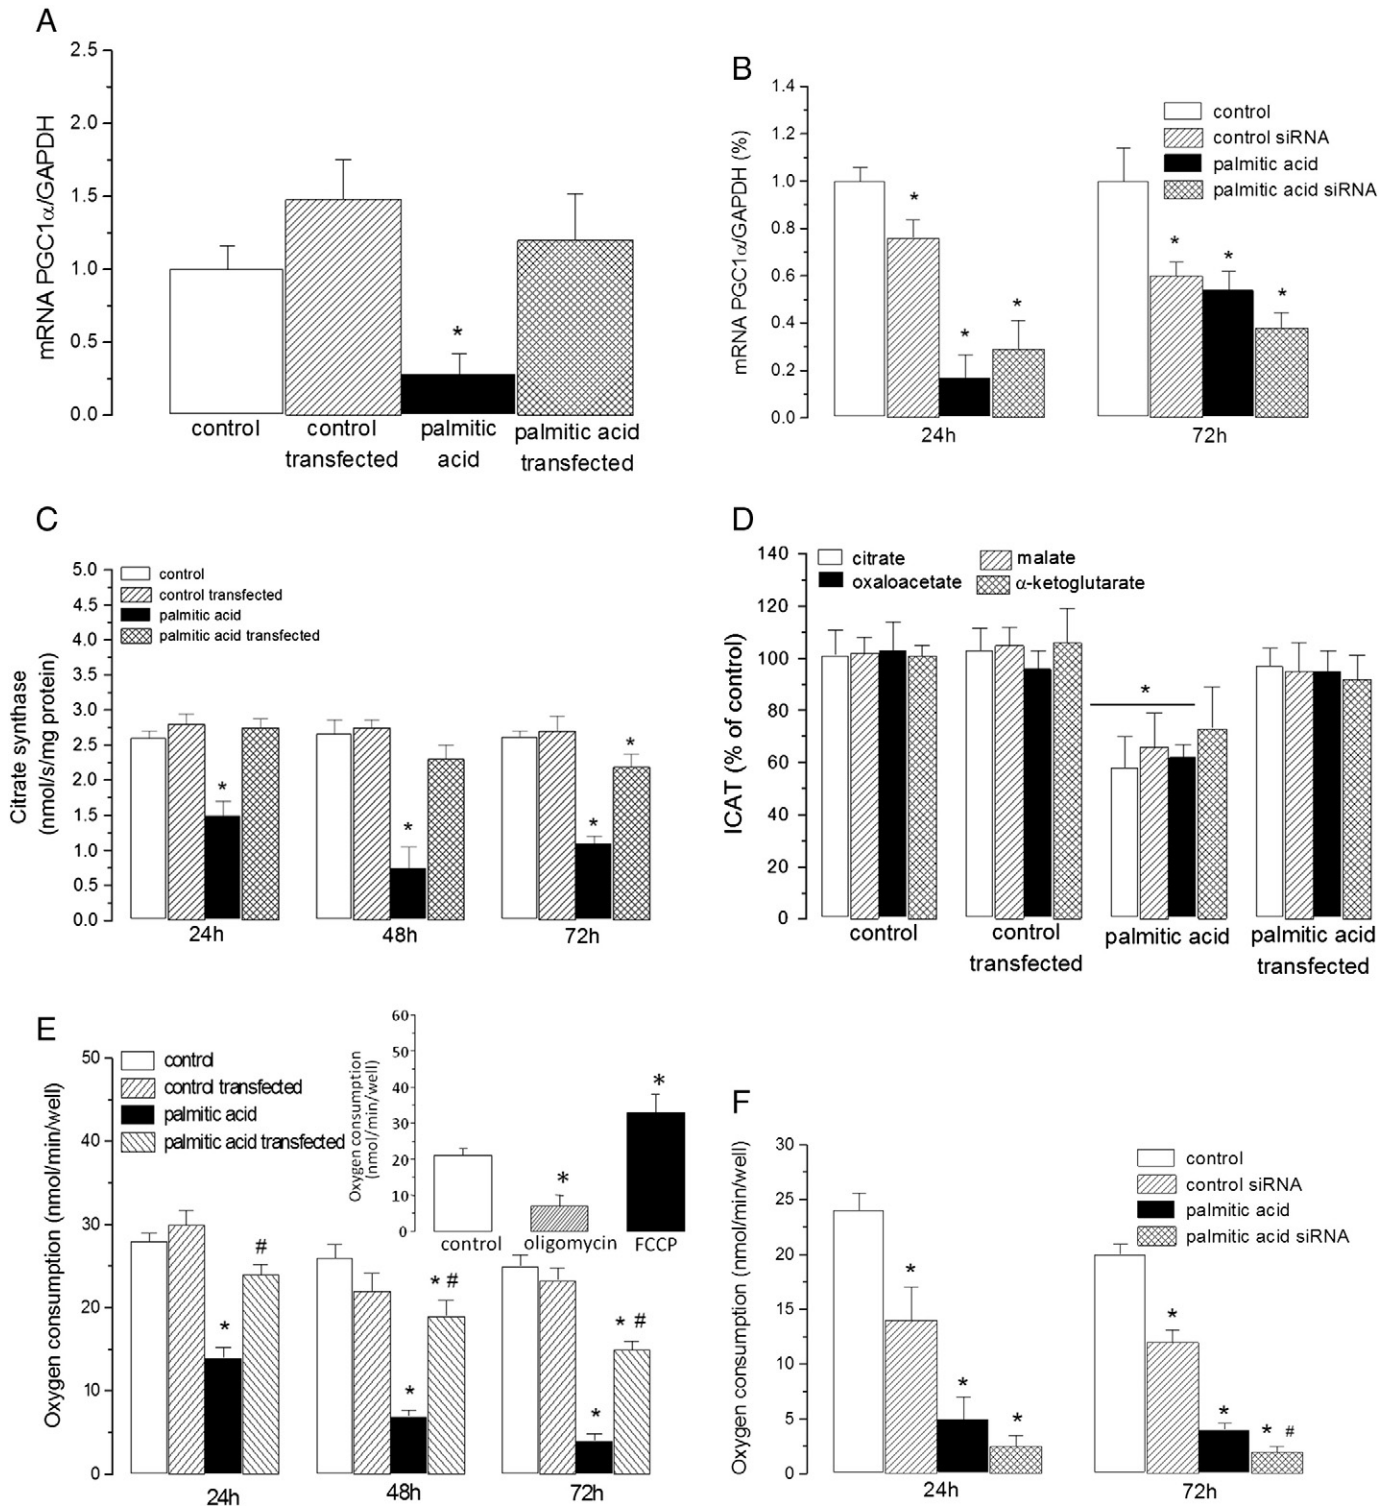 A
2.5
2.0
1.5
1.0
0.5
0.0
mRNA PGC1α/GAPDH
*
control
control
transfected
palmitic
acid
palmitic acid
transfected
B
1.4
1.2
1.0
0.8
0.6
0.4
0.2
0.0
mRNA PGC1α/GAPDH (%)
control
control siRNA
palmitic acid
palmitic acid siRNA
*
*
*
*
*
*
24h
72h
C
5.0
4.5
4.0
3.5
3.0
2.5
2.0
1.5
1.0
0.5
0.0
Citrate synthase
(nmol/s/mg protein)
control
control transfected
palmitic acid
palmitic acid transfected
*
*
*
*
24h
48h
72h
D
140
120
100
80
60
40
20
0
ICAT (% of control)
citrate
malate
oxaloacetate
α-ketoglutarate
*
control
control
transfected
palmitic acid
palmitic acid
transfected
E
50
40
30
20
10
0
Oxygen consumption (nmol/min/well)
control
control transfected
palmitic acid
palmitic acid transfected
60
50
40
30
20
10
0
Oxygen consumption
(nmol/min/well)
*
*
control
oligomycin
FCCP
*
#
*
* #
*
* #
24h
48h
72h
F
30
25
20
15
10
5
0
Oxygen consumption (nmol/min/well)
control
control siRNA
palmitic acid
palmitic acid siRNA
*
*
*
*
*
* #
24h
72h